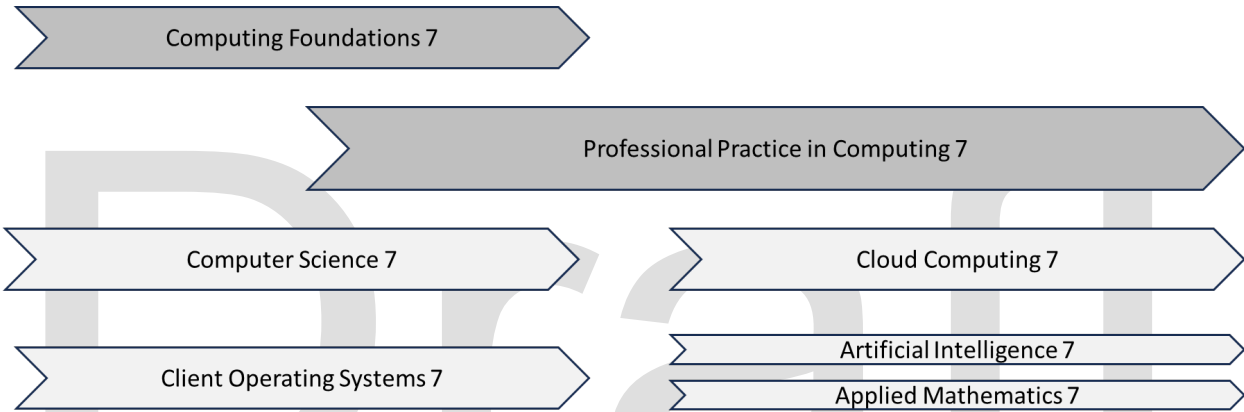 Computing Foundations 7
Professional Practice in Computing 7
Computer Science 7
Cloud Computing 7
Artificial Intelligence 7
Client Operating Systems 7
Applied Mathematics 7
Draft